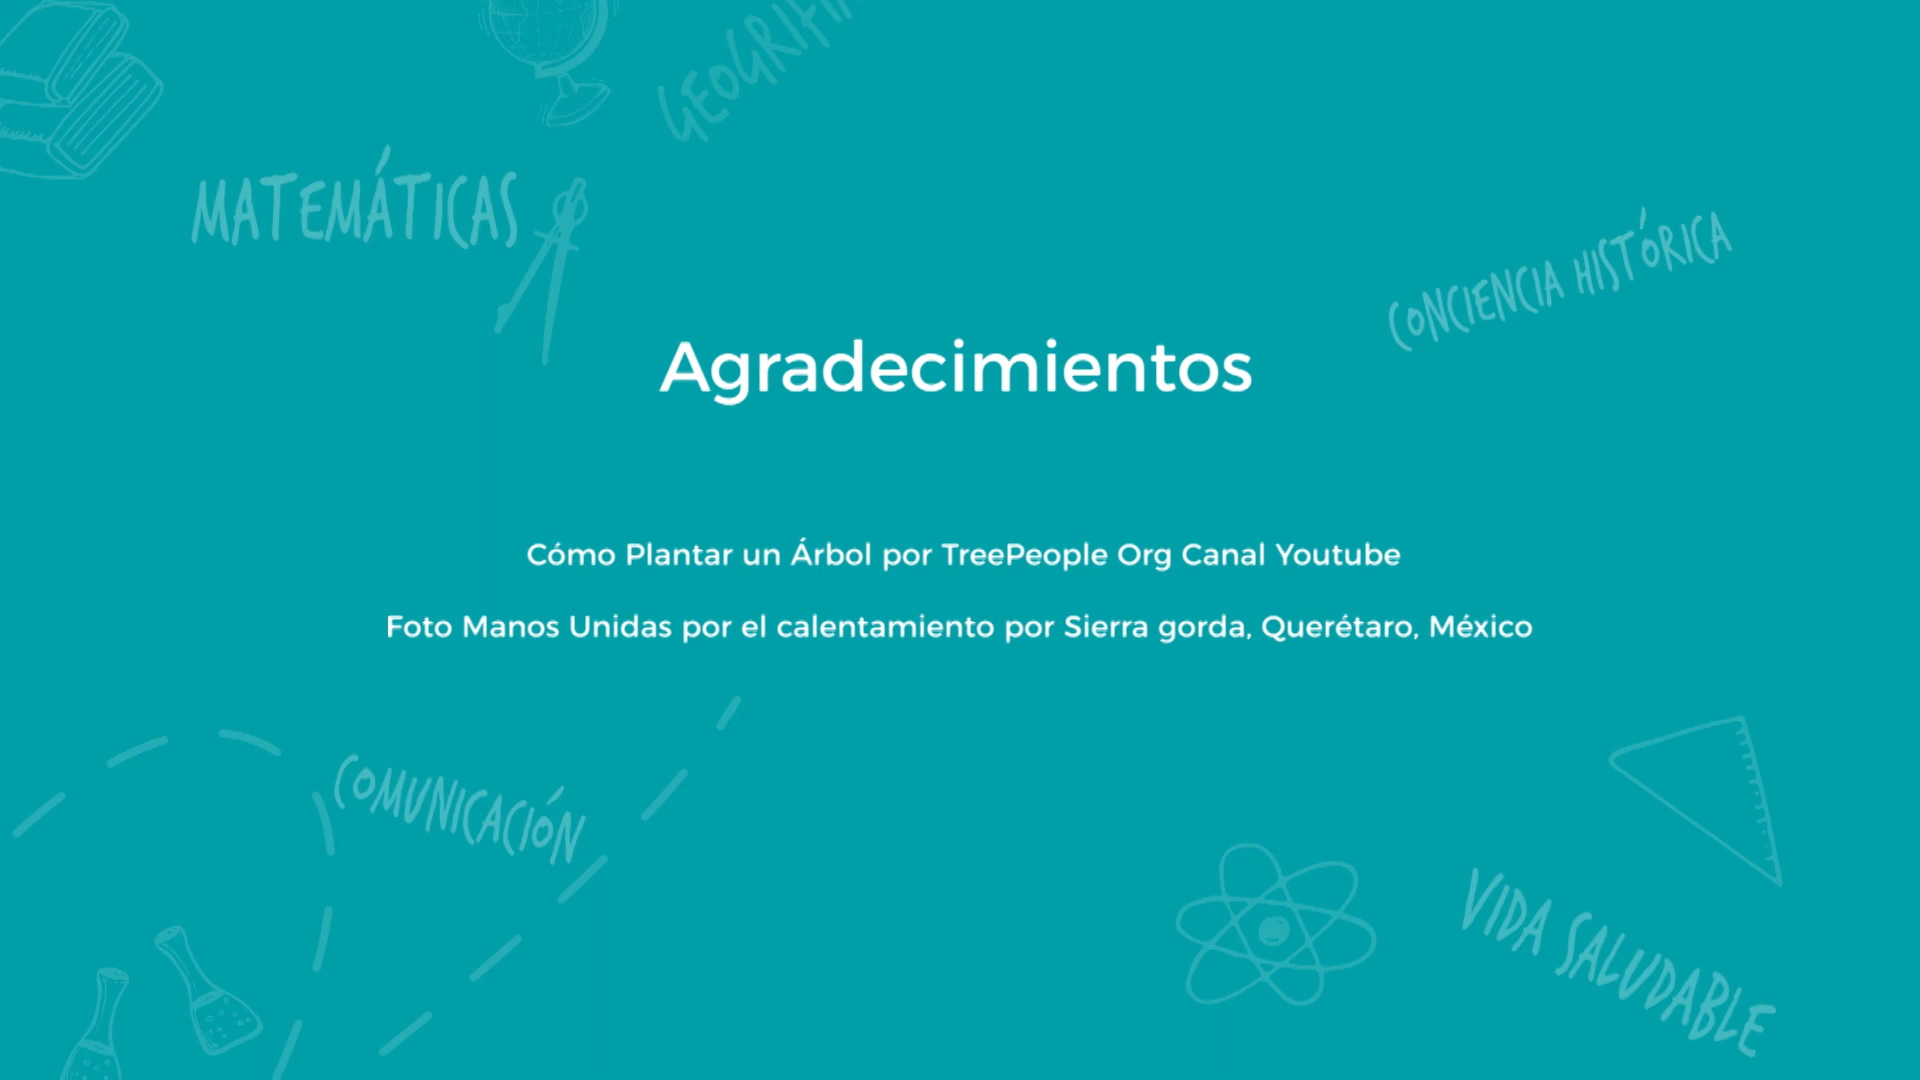 GEOGRAFI
MATEMÁTICAS
CONCIENCIA HISTÓRICA
Agradecimientos
Cómo Plantar un Árbol por TreePeople Org Canal Youtube
Foto Manos Unidas por el calentamiento por Sierra gorda, Querétaro, México
COMUNICACIÓN
VIDA SALUDABLE